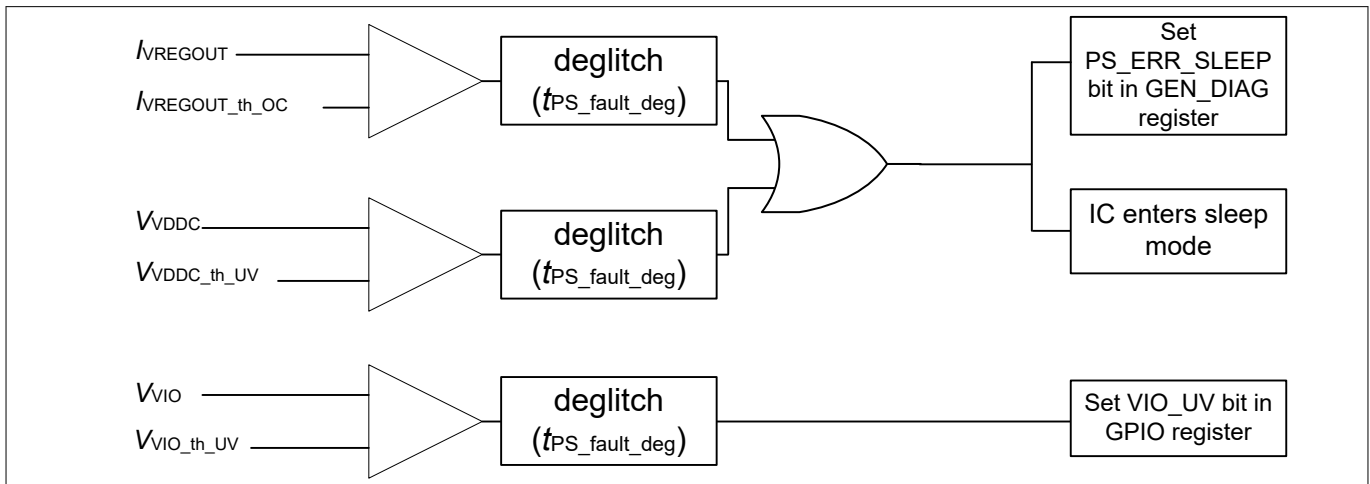 IVREGOUT
IVREGOUT_th_OC
deglitch
(tPS_fault_deg)
Set
PS_ERR_SLEEP
bit in GEN_DIAG
register
VVDDC
VVDDC_th_UV
deglitch
(tPS_fault_deg)
IC enters sleep
mode
VVIO
VVIO_th_UV
deglitch
(tPS_fault_deg)
Set VIO_UV bit in
GPIO register